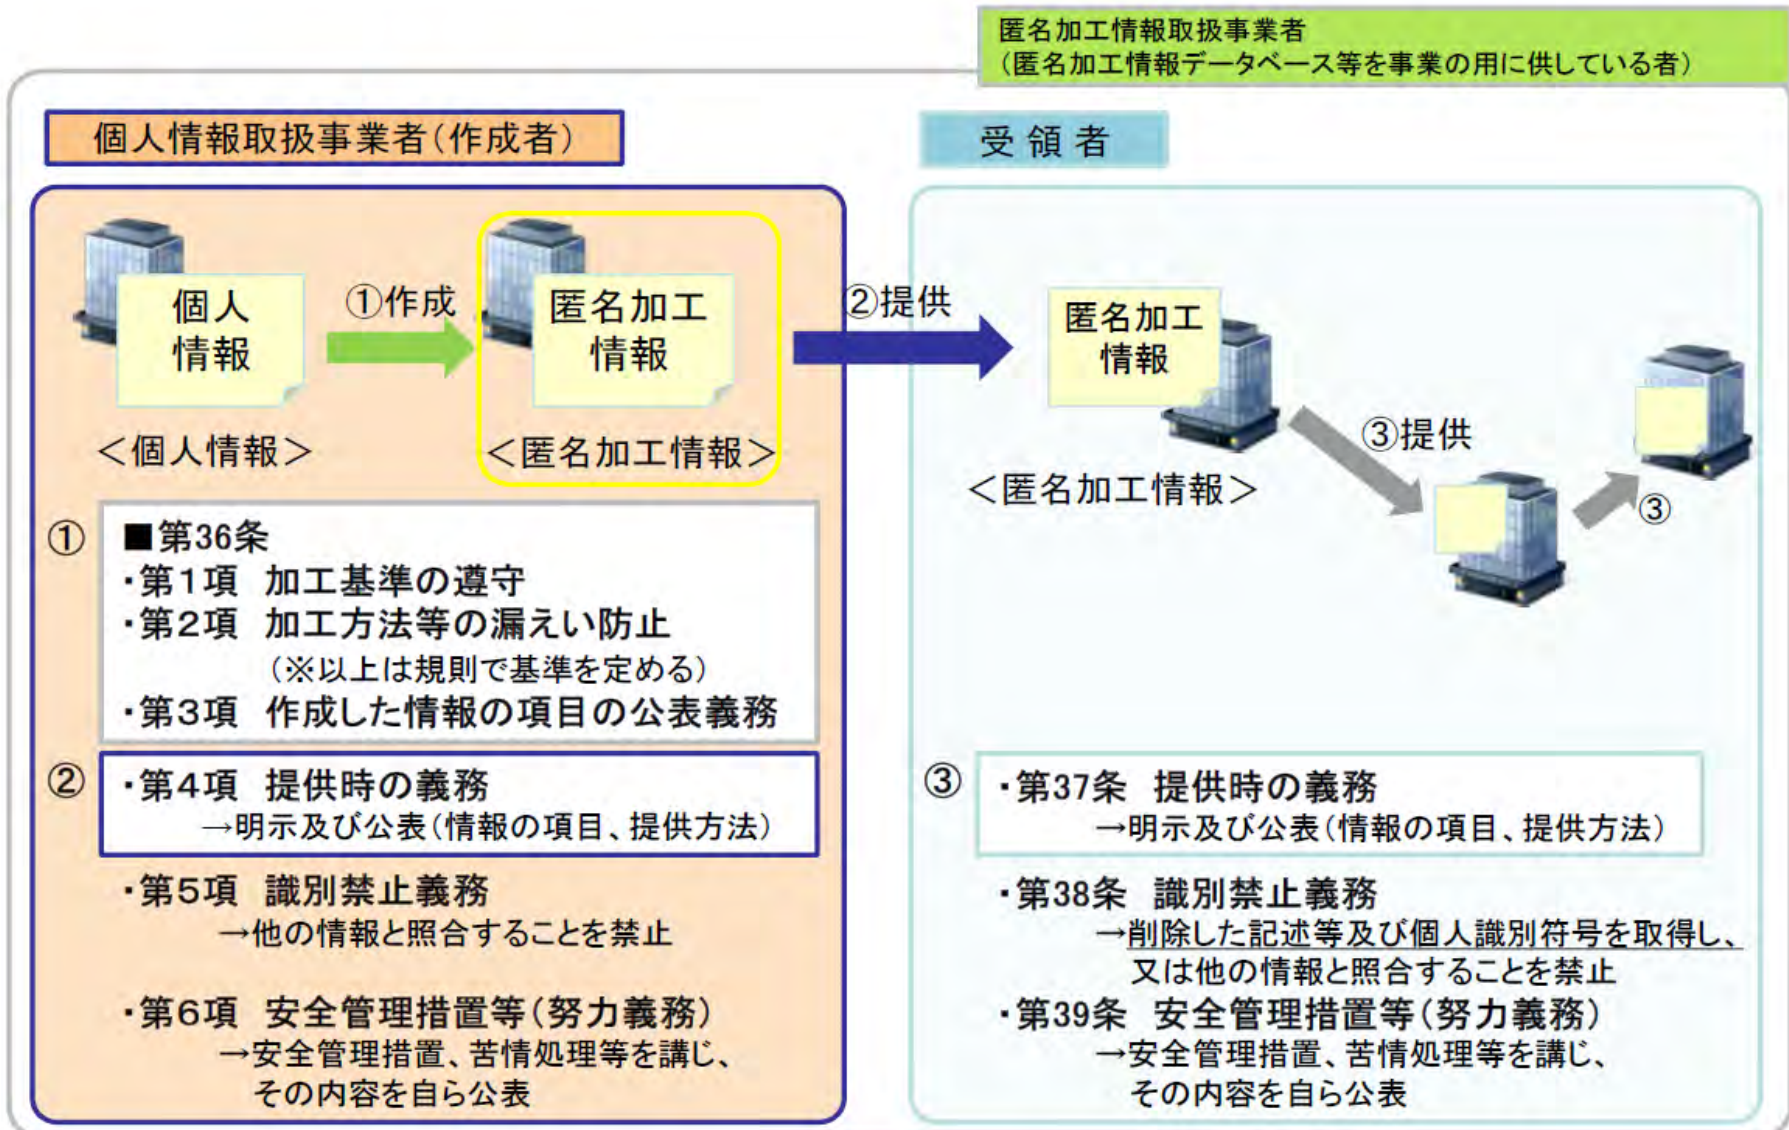 匿名加工情報取扱事業者
（匿名加工情報データベース等を事業の用に供している者）
個人情報取扱事業者（作成者）
個人
情報
①作成
匿名加工
情報
＜個人情報＞
＜匿名加工情報＞
②提供
①
■第36条
・第１項　加工基準の遵守
・第２項　加工方法等の漏えい防止
（※以上は規則で基準を定める）
・第３項　作成した情報の項目の公表義務
②
・第４項　提供時の義務
→明示及び公表（情報の項目、提供方法）
・第５項　識別禁止義務
→他の情報と照合することを禁止
・第６項　安全管理措置等（努力義務）
→安全管理措置、苦情処理等を講じ、
その内容を自ら公表
受 領 者
匿名加工
情報
＜匿名加工情報＞
③提供
③
③
・第37条　提供時の義務
→明示及び公表（情報の項目、提供方法）
・第38条　識別禁止義務
→削除した記述等及び個人識別符号を取得し、
又は他の情報と照合することを禁止
・第39条　安全管理措置等（努力義務）
→安全管理措置、苦情処理等を講じ、
その内容を自ら公表